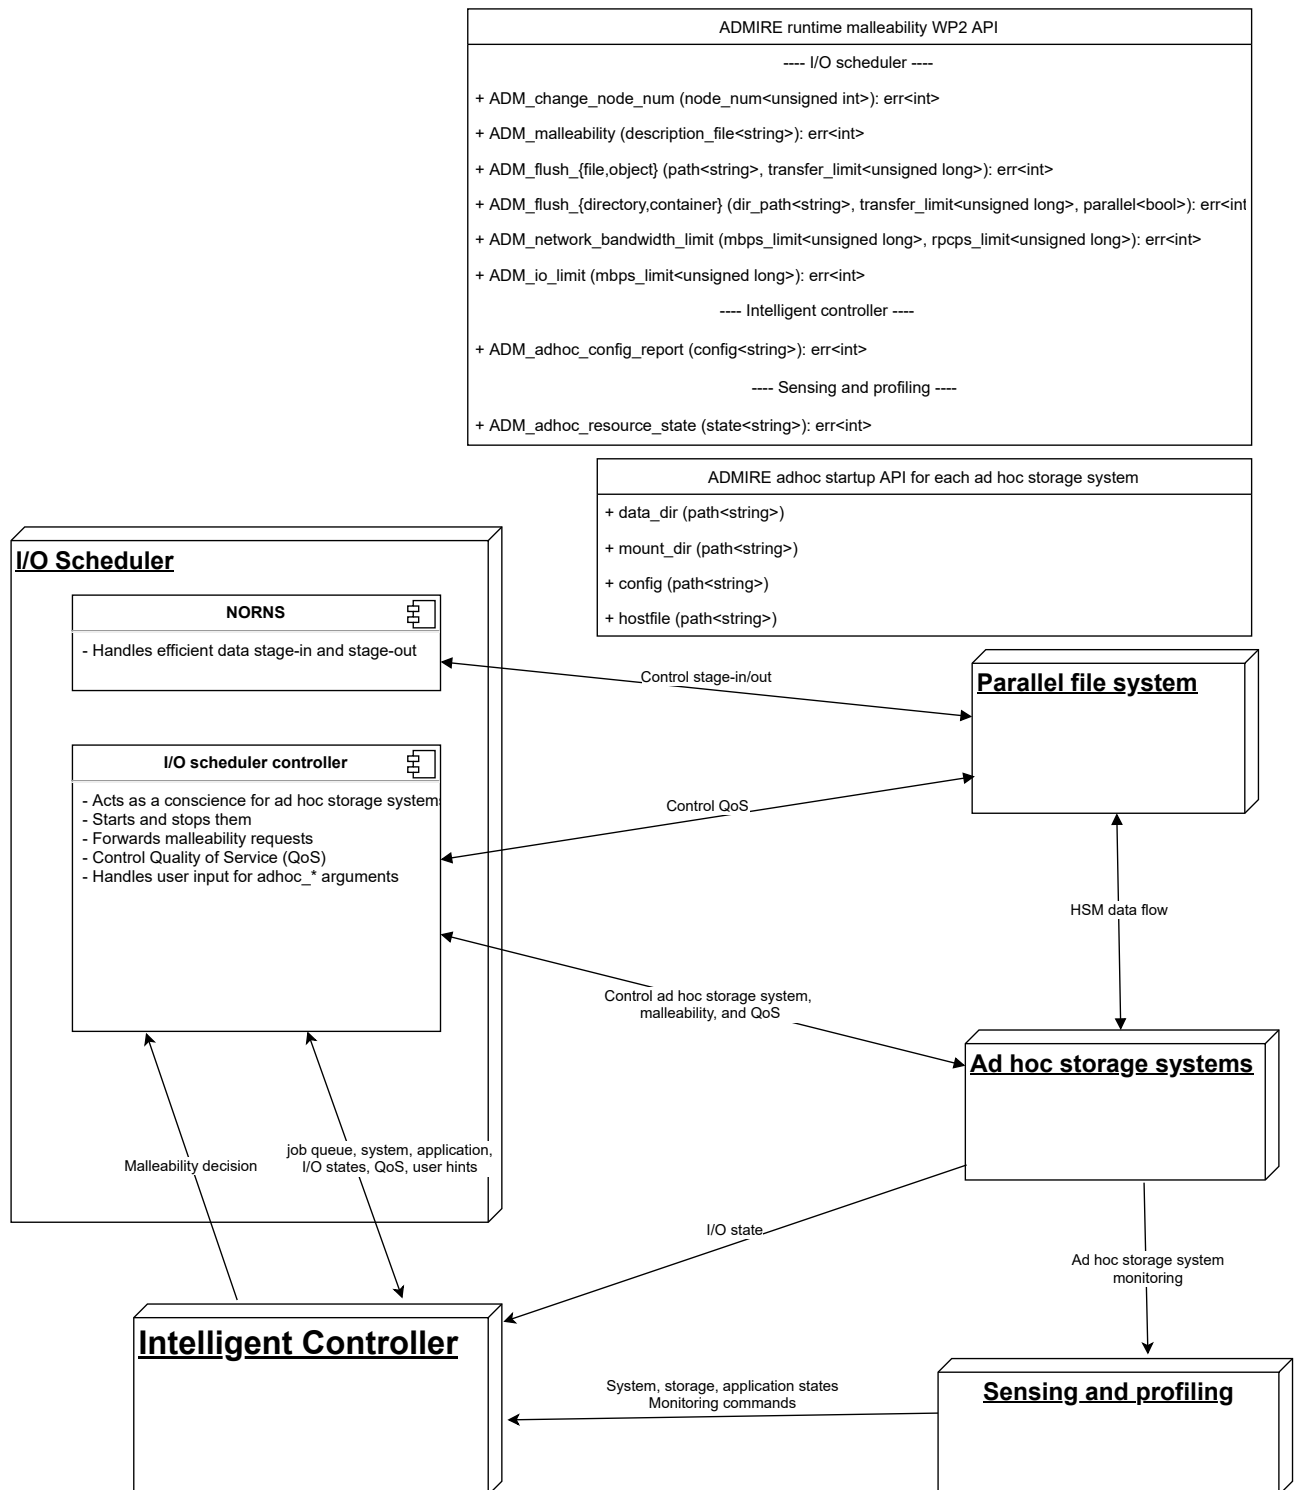 ADMIRE runtime malleability WP2 API
---- I/O scheduler ----
+ ADM_change_node_num (node_num<unsigned int>): err<int>
+ ADM_malleability (description_file<string>): err<int>
+ ADM_flush_{file,object} (path<string>, transfer_limit<unsigned long>): err<int>
+ ADM_flush_{directory,container} (dir_path<string>, transfer_limit<unsigned long>, parallel<bool>): err<int
+ ADM_network_bandwidth_limit (mbps_limit<unsigned long>, rpcps_limit<unsigned long>): err<int>
+ ADM_io_limit (mbps_limit<unsigned long>): err<int>
---- Intelligent controller ----
+ ADM_adhoc_config_report (config<string>): err<int>
---- Sensing and profiling ----
+ ADM_adhoc_resource_state (state<string>): err<int>
ADMIRE adhoc startup API for each ad hoc storage system
+ data_dir (path<string>)
+ mount_dir (path<string>)
+ config (path<string>)
+ hostfile (path<string>)
I/O Scheduler
NORNS
- Handles efficient data stage-in and stage-out
Control stage-in/out
Parallel file system
I/O scheduler controller
- Acts as a conscience for ad hoc storage systems
- Starts and stops them
- Forwards malleability requests
- Control Quality of Service (QoS)
- Handles user input for adhoc_* arguments
Control QoS
HSM data flow
Control ad hoc storage system,
malleability, and QoS
Ad hoc storage systems
Malleability decision
job queue, system, application,
I/O states, QoS, user hints
I/O state
Ad hoc storage system
monitoring
Intelligent Controller
System, storage, application states
Monitoring commands
Sensing and profiling